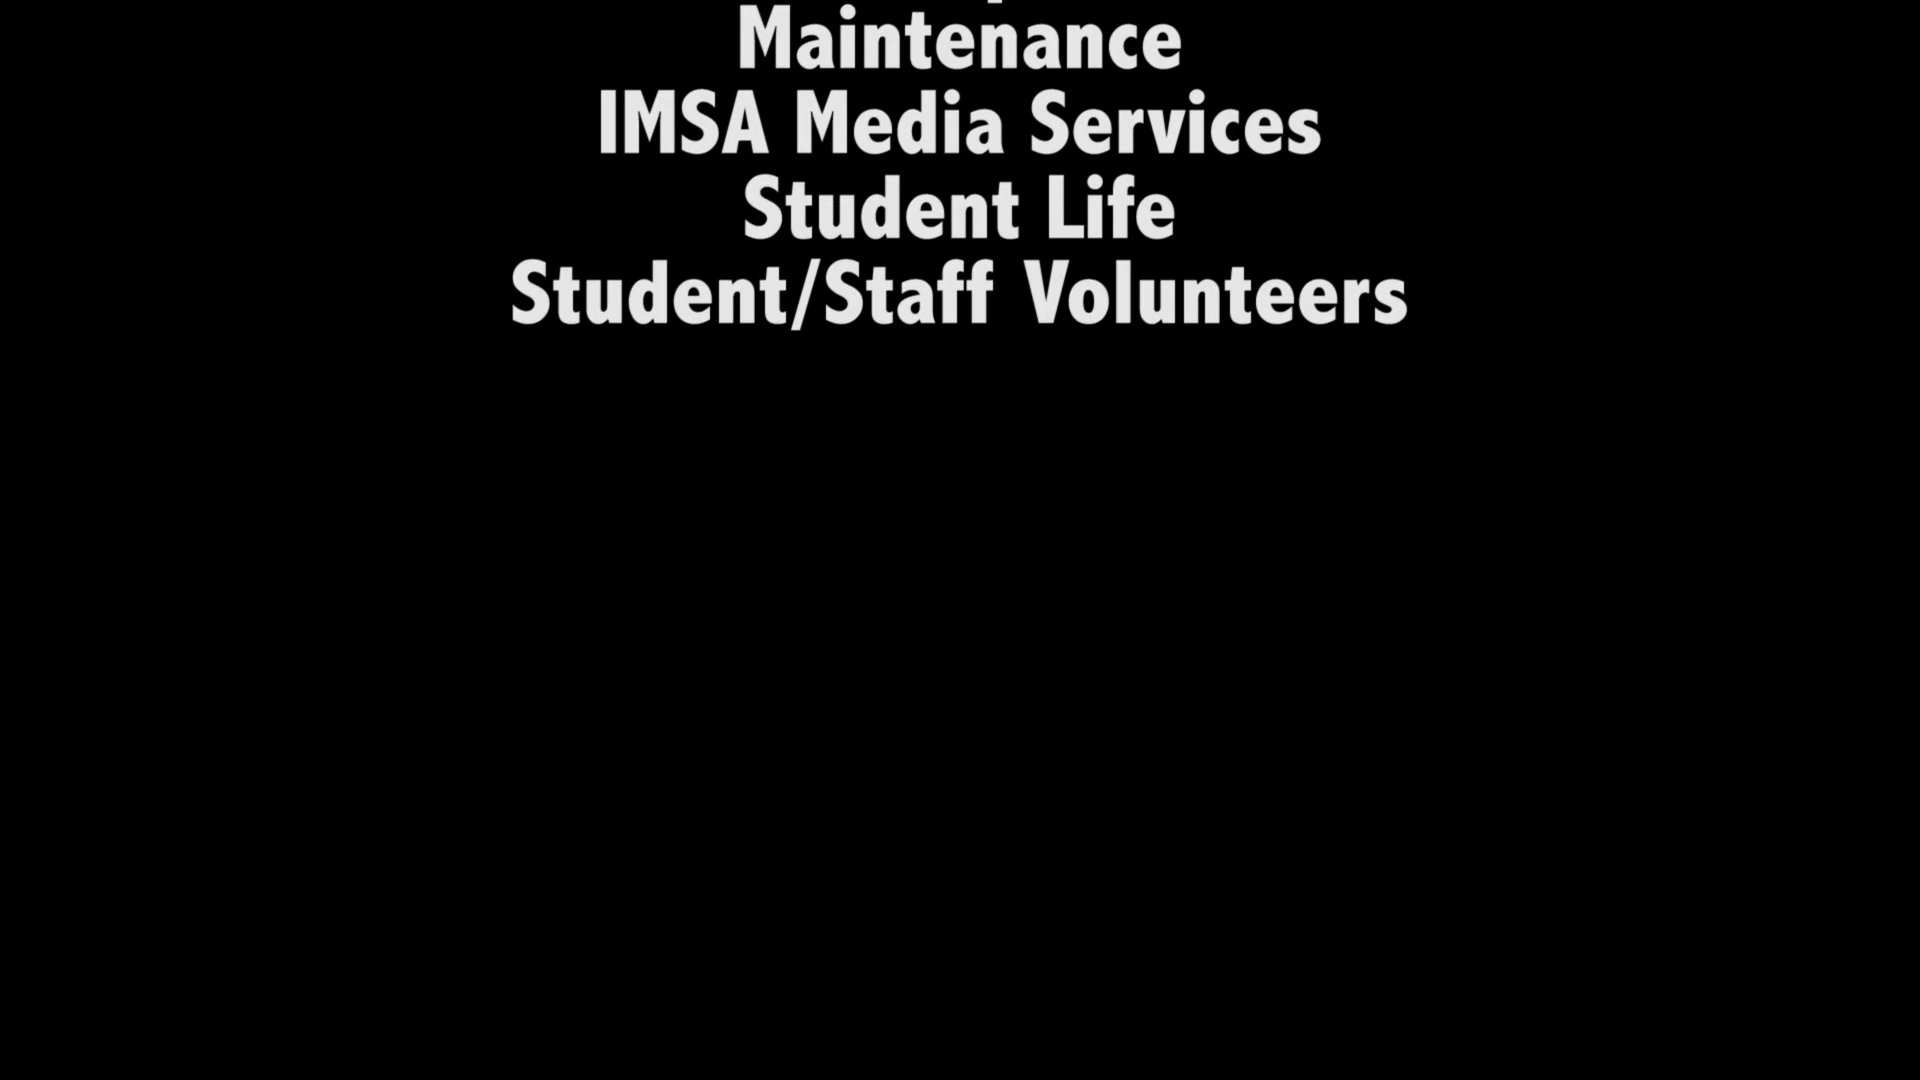 Maintenance
IMSA Media Services
Student Life
Student/Staff Volunteers